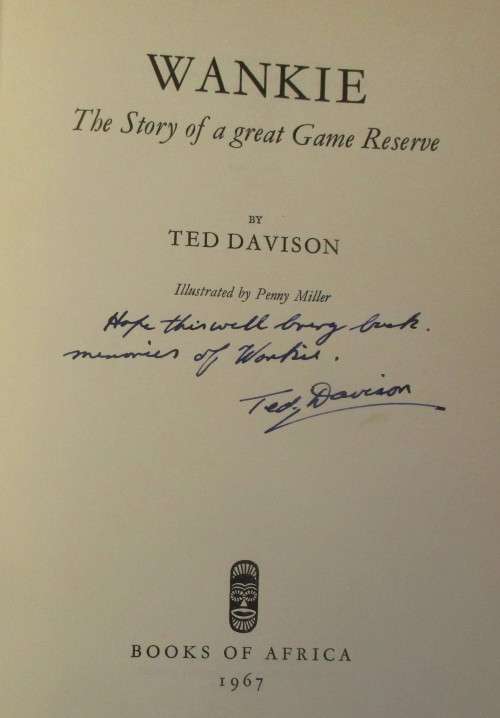 WANKIE
The Story of a great Game Reserve
BY
TED DAVISON
Illustrated by Penny Miller
Hope this will bring back.
memories of Wankie.
Ted Davison
BOOKS OF AFRICA
1967